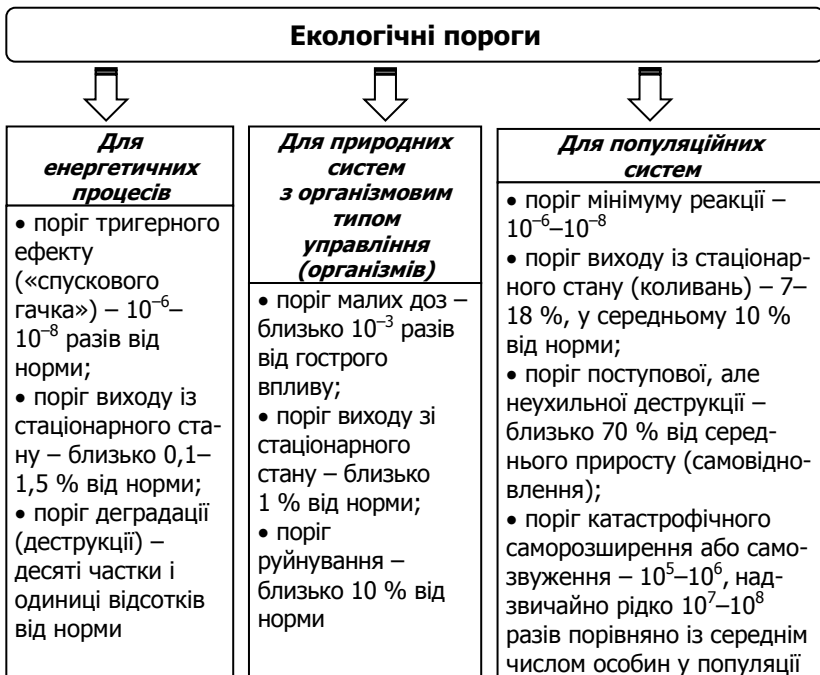 Екологічні пороги
Для
енергетичних
процесів
• поріг тригерного
ефекту
(«спускового
гачка») – 10⁻⁶–
10⁻⁸ разів від
норми;
• поріг виходу із
стаціонарного ста-
ну – близько 0,1–
1,5 % від норми;
• поріг деградації
(деструкції) –
десяті частки і
одиниці відсотків
від норми
Для природних
систем
з організмовим
типом
управління
(організмів)
• поріг малих доз –
близько 10⁻³ разів
від гострого
впливу;
• поріг виходу зі
стаціонарного
стану – близько
1 % від норми;
• поріг
руйнування –
близько 10 % від
норми
Для популяційних
систем
• поріг мінімуму реакції –
10⁻⁶–10⁻⁸
• поріг виходу із стаціонар-
ного стану (коливань) – 7–
18 %, у середньому 10 %
від норми;
• поріг поступової, але
неухильної деструкції –
близько 70 % від серед-
нього приросту (самовідно-
влення);
• поріг катастрофічного
саморозширення або само-
звуження – 10⁵–10⁶, над-
звичайно рідко 10⁷–10⁸
разів порівняно із середнім
числом особин у популяції